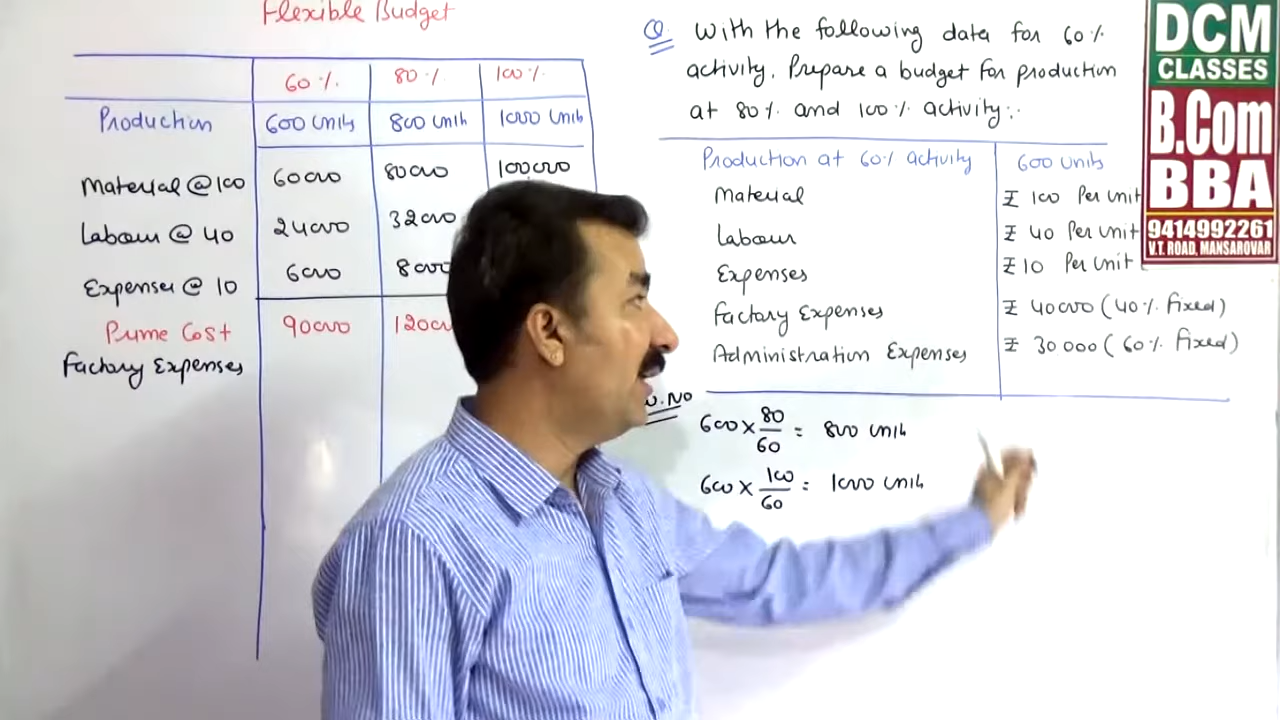 Flexible Budget
60% 80% 100%
Production 600 units 800 units 1000 units
Material @ 100 60000 80000 100000
Labour @ 40 24000 32000
Expenses @ 10 6000 8000
Prime Cost 90000
Factory Expenses
Q. With the following data for 60%
activity. Prepare a budget for production
at 80% and 100% activity:.
Production at 60% activity 600 units
Material ₹ 100 Per unit
Labour ₹ 40 Per unit
Expenses ₹ 10 Per unit
Factory Expenses ₹ 40000 (40% fixed)
Administration Expenses ₹ 30000 (60% fixed)
W.NO
600 × 80/60 = 800 units
600 × 100/60 = 1000 units
DCM
CLASSES
B.Com
BBA
9414992261
V.T. ROAD, MANSAROVAR